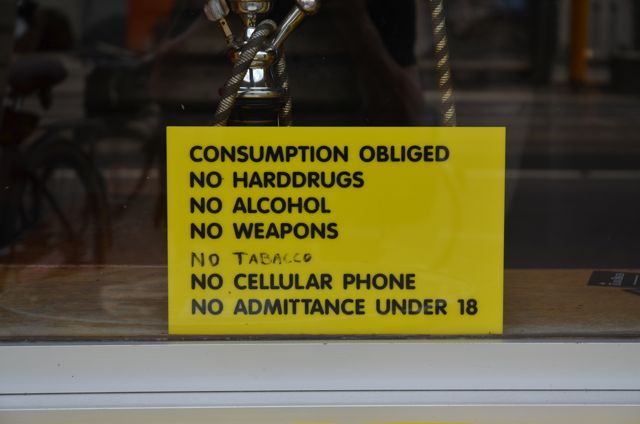 CONSUMPTION OBLIGED
NO HARDDRUGS
NO ALCOHOL
NO WEAPONS
NO TABACCO
NO CELLULAR PHONE
NO ADMITTANCE UNDER 18